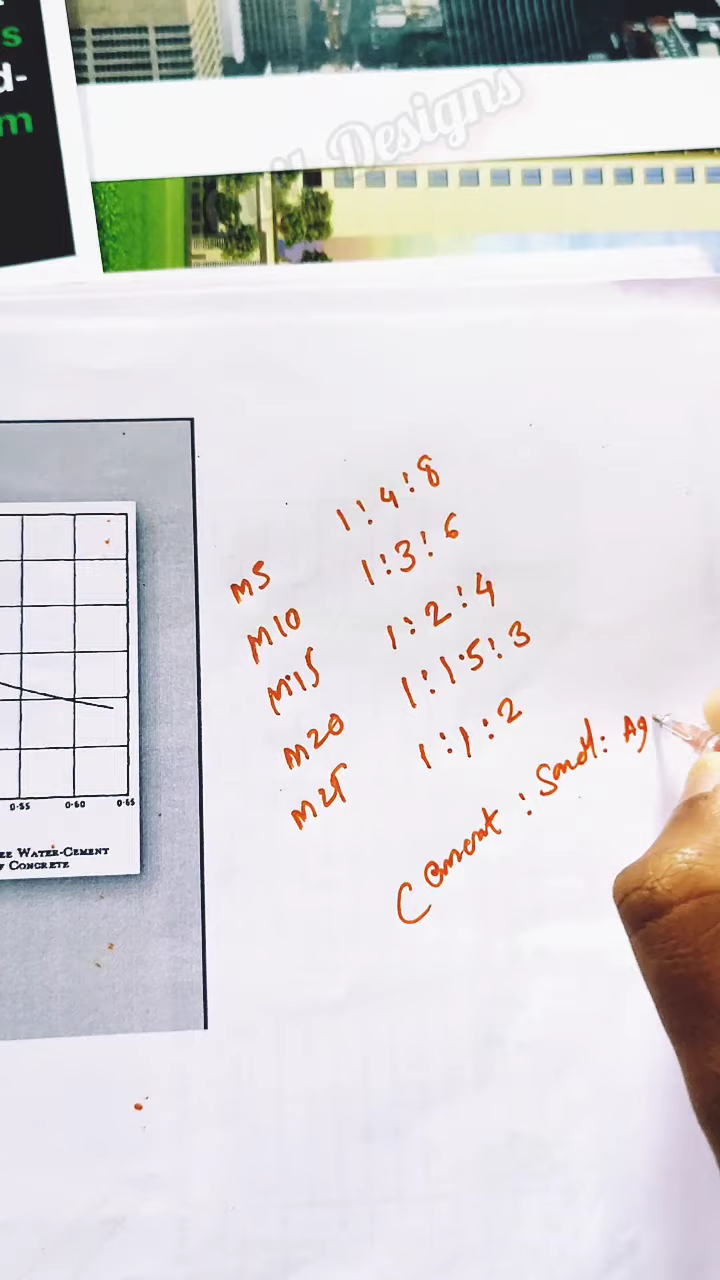 s
d-
m
Designs
1:4:8
M5 1:3:6
M10 1:2:4
M15 1:1.5:3
M20 1:1:2
M25
Cement : Sand: Ag
0·55 0·60 0·65
EE WATER-CEMENT
F CONCRETE